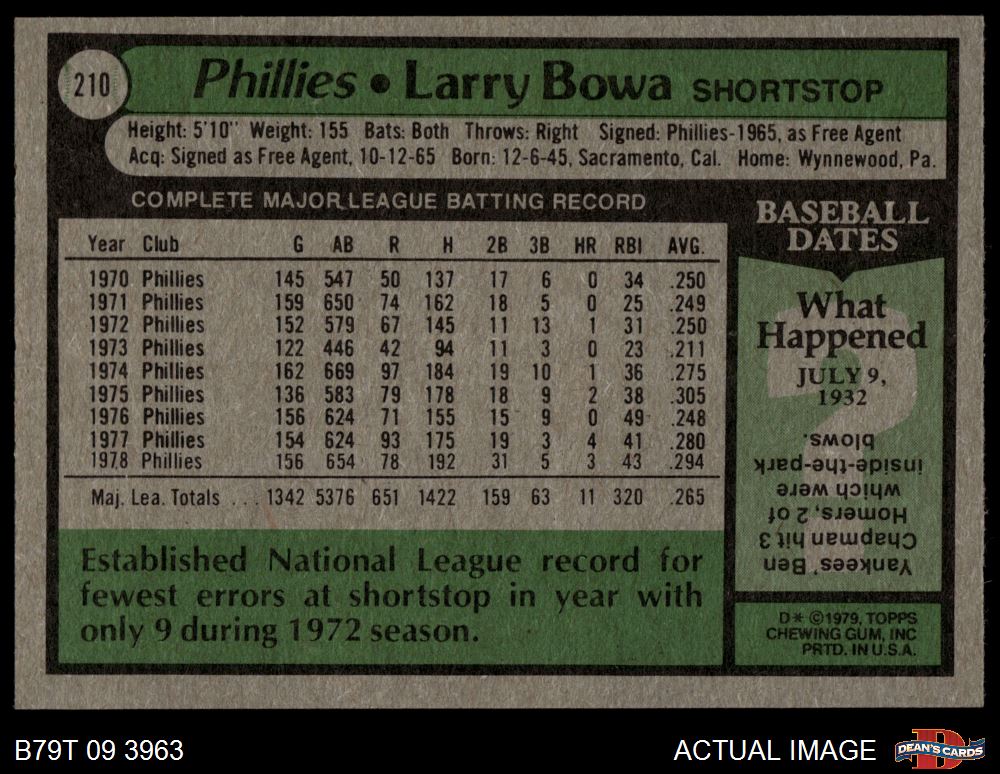 210
Phillies • Larry Bowa SHORTSTOP
Height: 5'10" Weight: 155 Bats: Both Throws: Right Signed: Phillies-1965, as Free Agent
Acq: Signed as Free Agent, 10-12-65 Born: 12-6-45, Sacramento, Cal. Home: Wynnewood, Pa.
COMPLETE MAJOR LEAGUE BATTING RECORD
Year Club G AB R H 2B 3B HR RBI AVG.
1970 Phillies 145 547 50 137 17 6 0 34 .250
1971 Phillies 159 650 74 162 18 5 0 25 .249
1972 Phillies 152 579 67 145 11 13 1 31 .250
1973 Phillies 122 446 42 94 11 3 0 23 .211
1974 Phillies 162 669 97 184 19 10 1 36 .275
1975 Phillies 136 583 79 178 18 9 2 38 .305
1976 Phillies 156 624 71 155 15 9 0 49 .248
1977 Phillies 154 624 93 175 19 3 4 41 .280
1978 Phillies 156 654 78 192 31 5 3 43 .294
Maj. Lea. Totals . . . 1342 5376 651 1422 159 63 11 320 .265
Established National League record for
fewest errors at shortstop in year with
only 9 during 1972 season.
BASEBALL
DATES
What
Happened
JULY 9,
1932
Yankees' Ben
Chapman hit 3
Homers, 2 of
which were
inside-the-park
blows.
D* ©1979, TOPPS
CHEWING GUM, INC
PRTD. IN U.S.A.
B79T 09 3963
ACTUAL IMAGE
D
DEAN'S CARDS